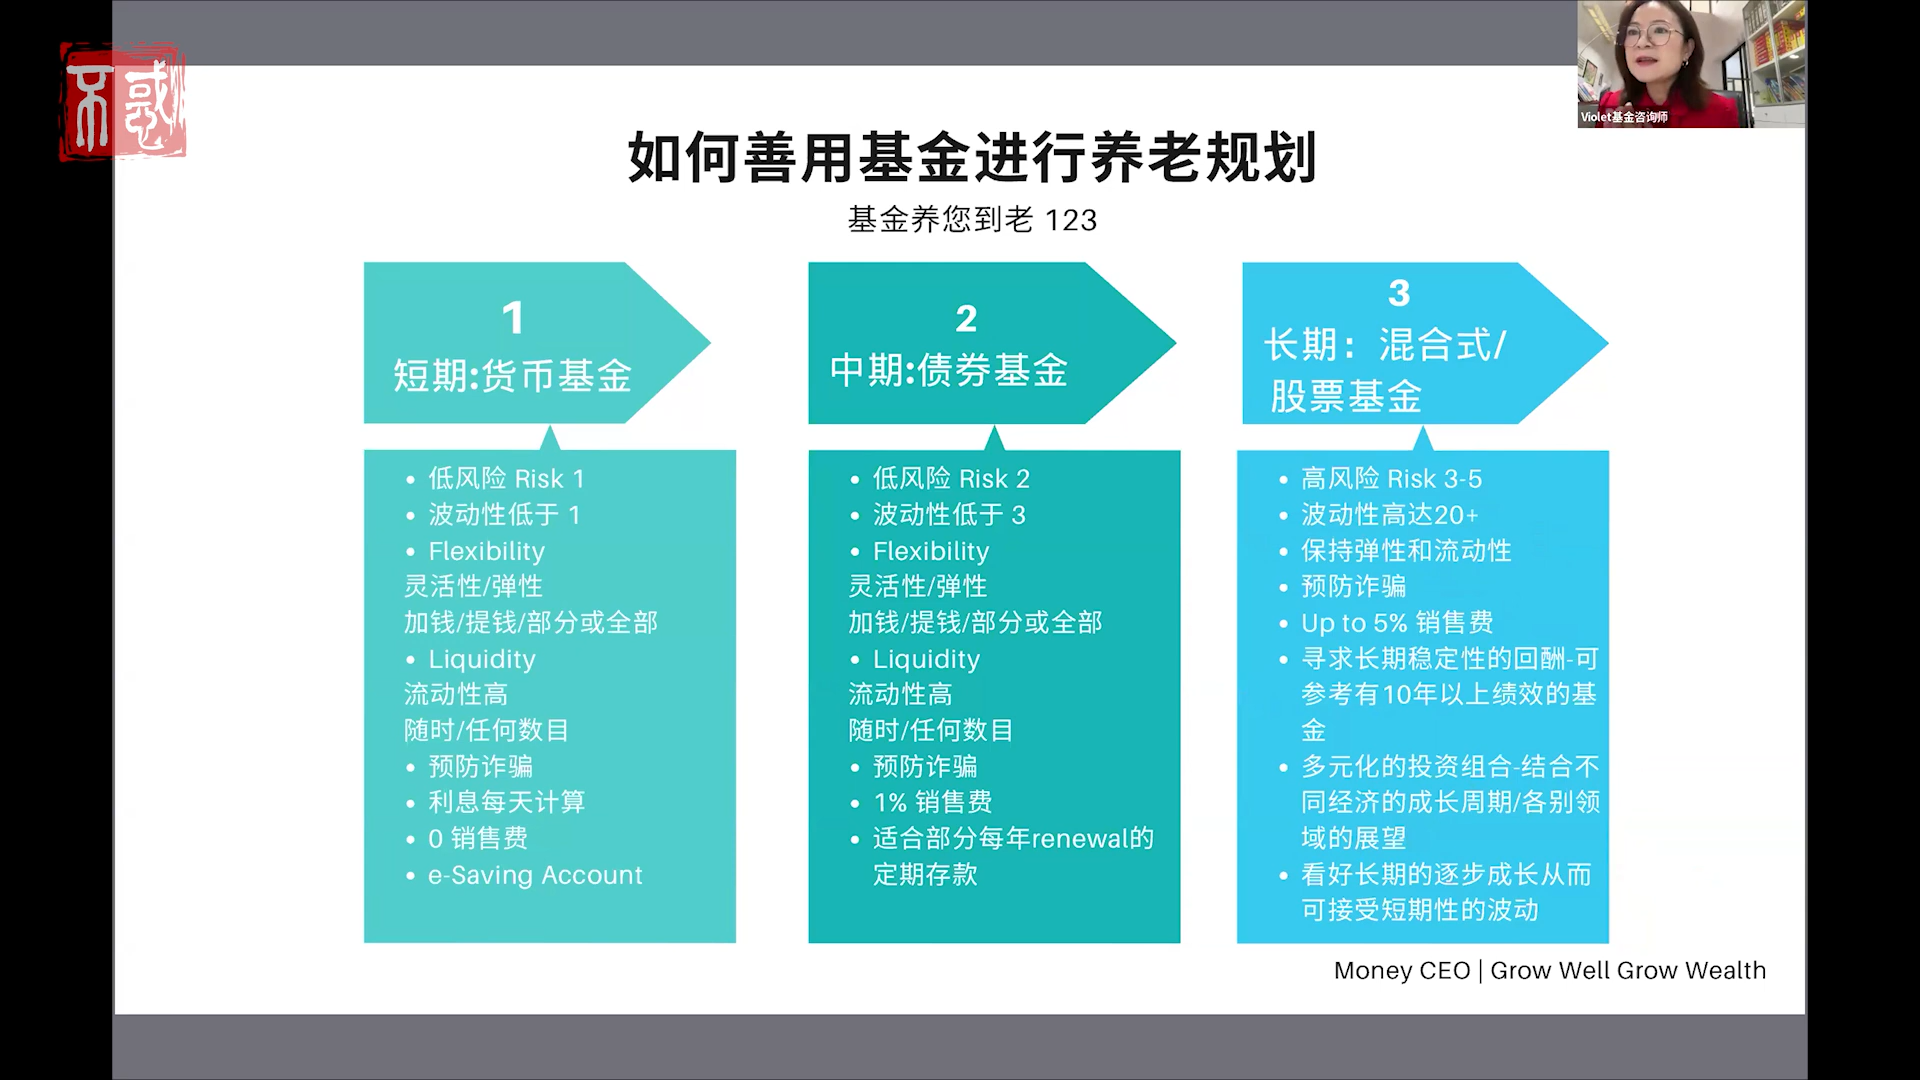 不惑
Violet基金咨询师
如何善用基金进行养老规划
基金养您到老 123
1
短期:货币基金
• 低风险 Risk 1
• 波动性低于 1
• Flexibility
灵活性/弹性
加钱/提钱/部分或全部
• Liquidity
流动性高
随时/任何数目
• 预防诈骗
• 利息每天计算
• 0 销售费
• e-Saving Account
2
中期:债券基金
• 低风险 Risk 2
• 波动性低于 3
• Flexibility
灵活性/弹性
加钱/提钱/部分或全部
• Liquidity
流动性高
随时/任何数目
• 预防诈骗
• 1% 销售费
• 适合部分每年renewal的
定期存款
3
长期：混合式/
股票基金
• 高风险 Risk 3-5
• 波动性高达20+
• 保持弹性和流动性
• 预防诈骗
• Up to 5% 销售费
• 寻求长期稳定性的回酬-可
参考有10年以上绩效的基
金
• 多元化的投资组合-结合不
同经济的成长周期/各别领
域的展望
• 看好长期的逐步成长从而
可接受短期性的波动
Money CEO | Grow Well Grow Wealth